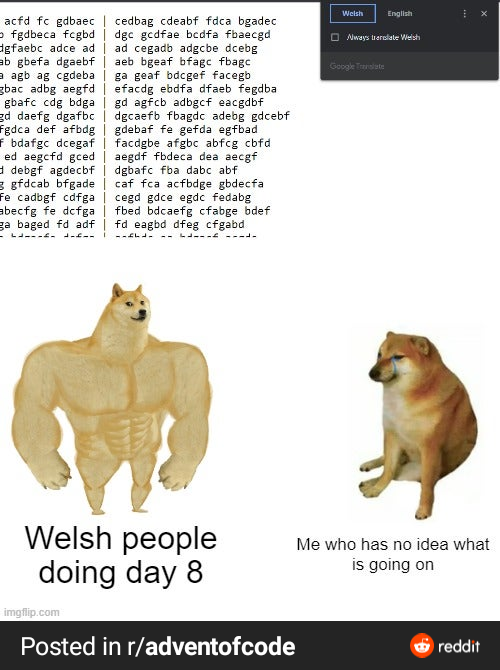 acfd fc gdbaec | cedbag cdeabf fdca bgadec
fgdbeca fcgbd | dgc gcdfae bcdfa fbaecgd
dgfaebc adce ad | ad cegadb adgcbe dcebg
ab gbefa dgaebf | aeb bgeaf bfagc fbagc
a agb ag cgdeba | ga geaf bdcgef facegb
gbac adbg aegfd | efacdg ebdfa dfaeb fegdba
gbafc cdg bdga | gd agfcb adbgcf eacgdbf
gd daefg dgafbc | dgcaefb fbagdc adebg gdcebf
fgdca def afbdg | gdebaf fe gefda egfbad
f bdafgc dcegaf | facdgbe afgbc abfcg cbfd
ed aegcfd gced | aegdf fbdeca dea aecgf
d debgf agdecbf | dgbafc fba dabc abf
g gfdcab bfgade | caf fca acfbdge gbdecfa
fe cadbgf cdfga | cegd gdce egdc fedabg
abecfg fe dcfga | fbed bdcaefg cfabge bdef
ga baged fd adf | fd eagbd dfeg cfgabd
Welsh English
Always translate Welsh
Google Translate
Welsh people
doing day 8
Me who has no idea what
is going on
imgflip.com
Posted in r/adventofcode
reddit